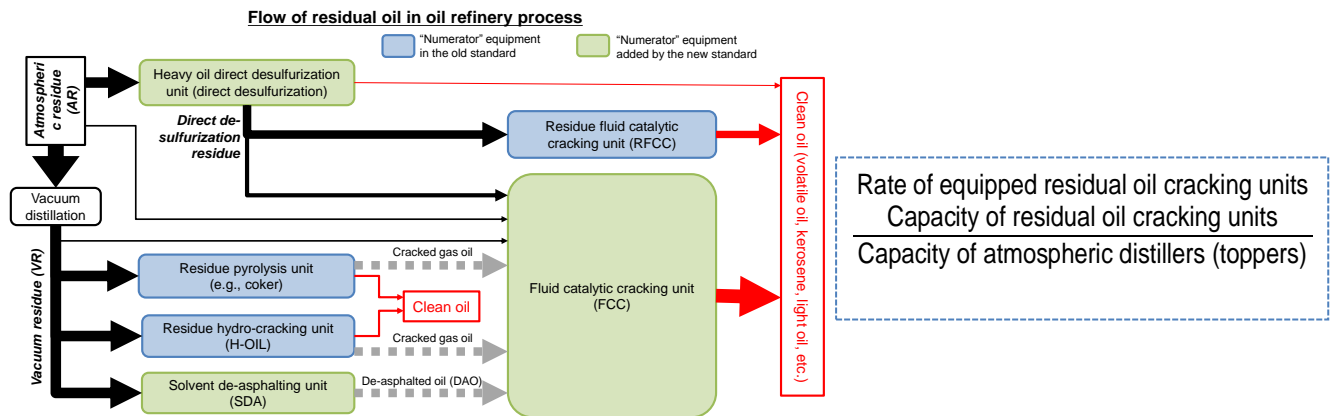 Flow of residual oil in oil refinery process
"Numerator" equipment
in the old standard
"Numerator" equipment
added by the new standard
Atmospheri
c residue
(AR)
Heavy oil direct desulfurization
unit (direct desulfurization)
Direct de-
sulfurization
residue
Residue fluid catalytic
cracking unit (RFCC)
Vacuum
distillation
Vacuum residue (VR)
Residue pyrolysis unit
(e.g., coker)
Cracked gas oil
Clean oil
Residue hydro-cracking unit
(H-OIL)
Cracked gas oil
Solvent de-asphalting unit
(SDA)
De-asphalted oil (DAO)
Fluid catalytic cracking unit
(FCC)
Clean oil (volatile oil, kerosene, light oil, etc.)
Rate of equipped residual oil cracking units
Capacity of residual oil cracking units
Capacity of atmospheric distillers (toppers)